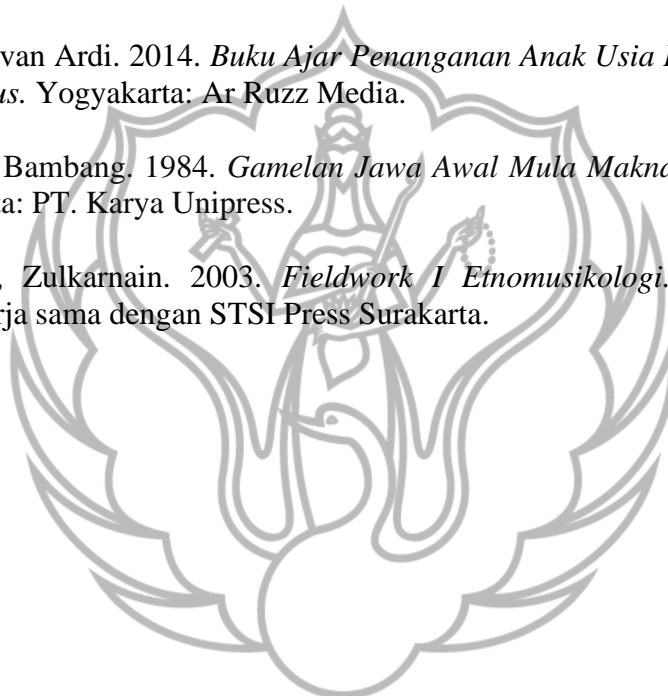 van Ardi. 2014. Buku Ajar Penanganan Anak Usia
us. Yogyakarta: Ar Ruzz Media.
Bambang. 1984. Gamelan Jawa Awal Mula Makna
ta: PT. Karya Unipress.
, Zulkarnain. 2003. Fieldwork I Etnomusikologi.
rja sama dengan STSI Press Surakarta.